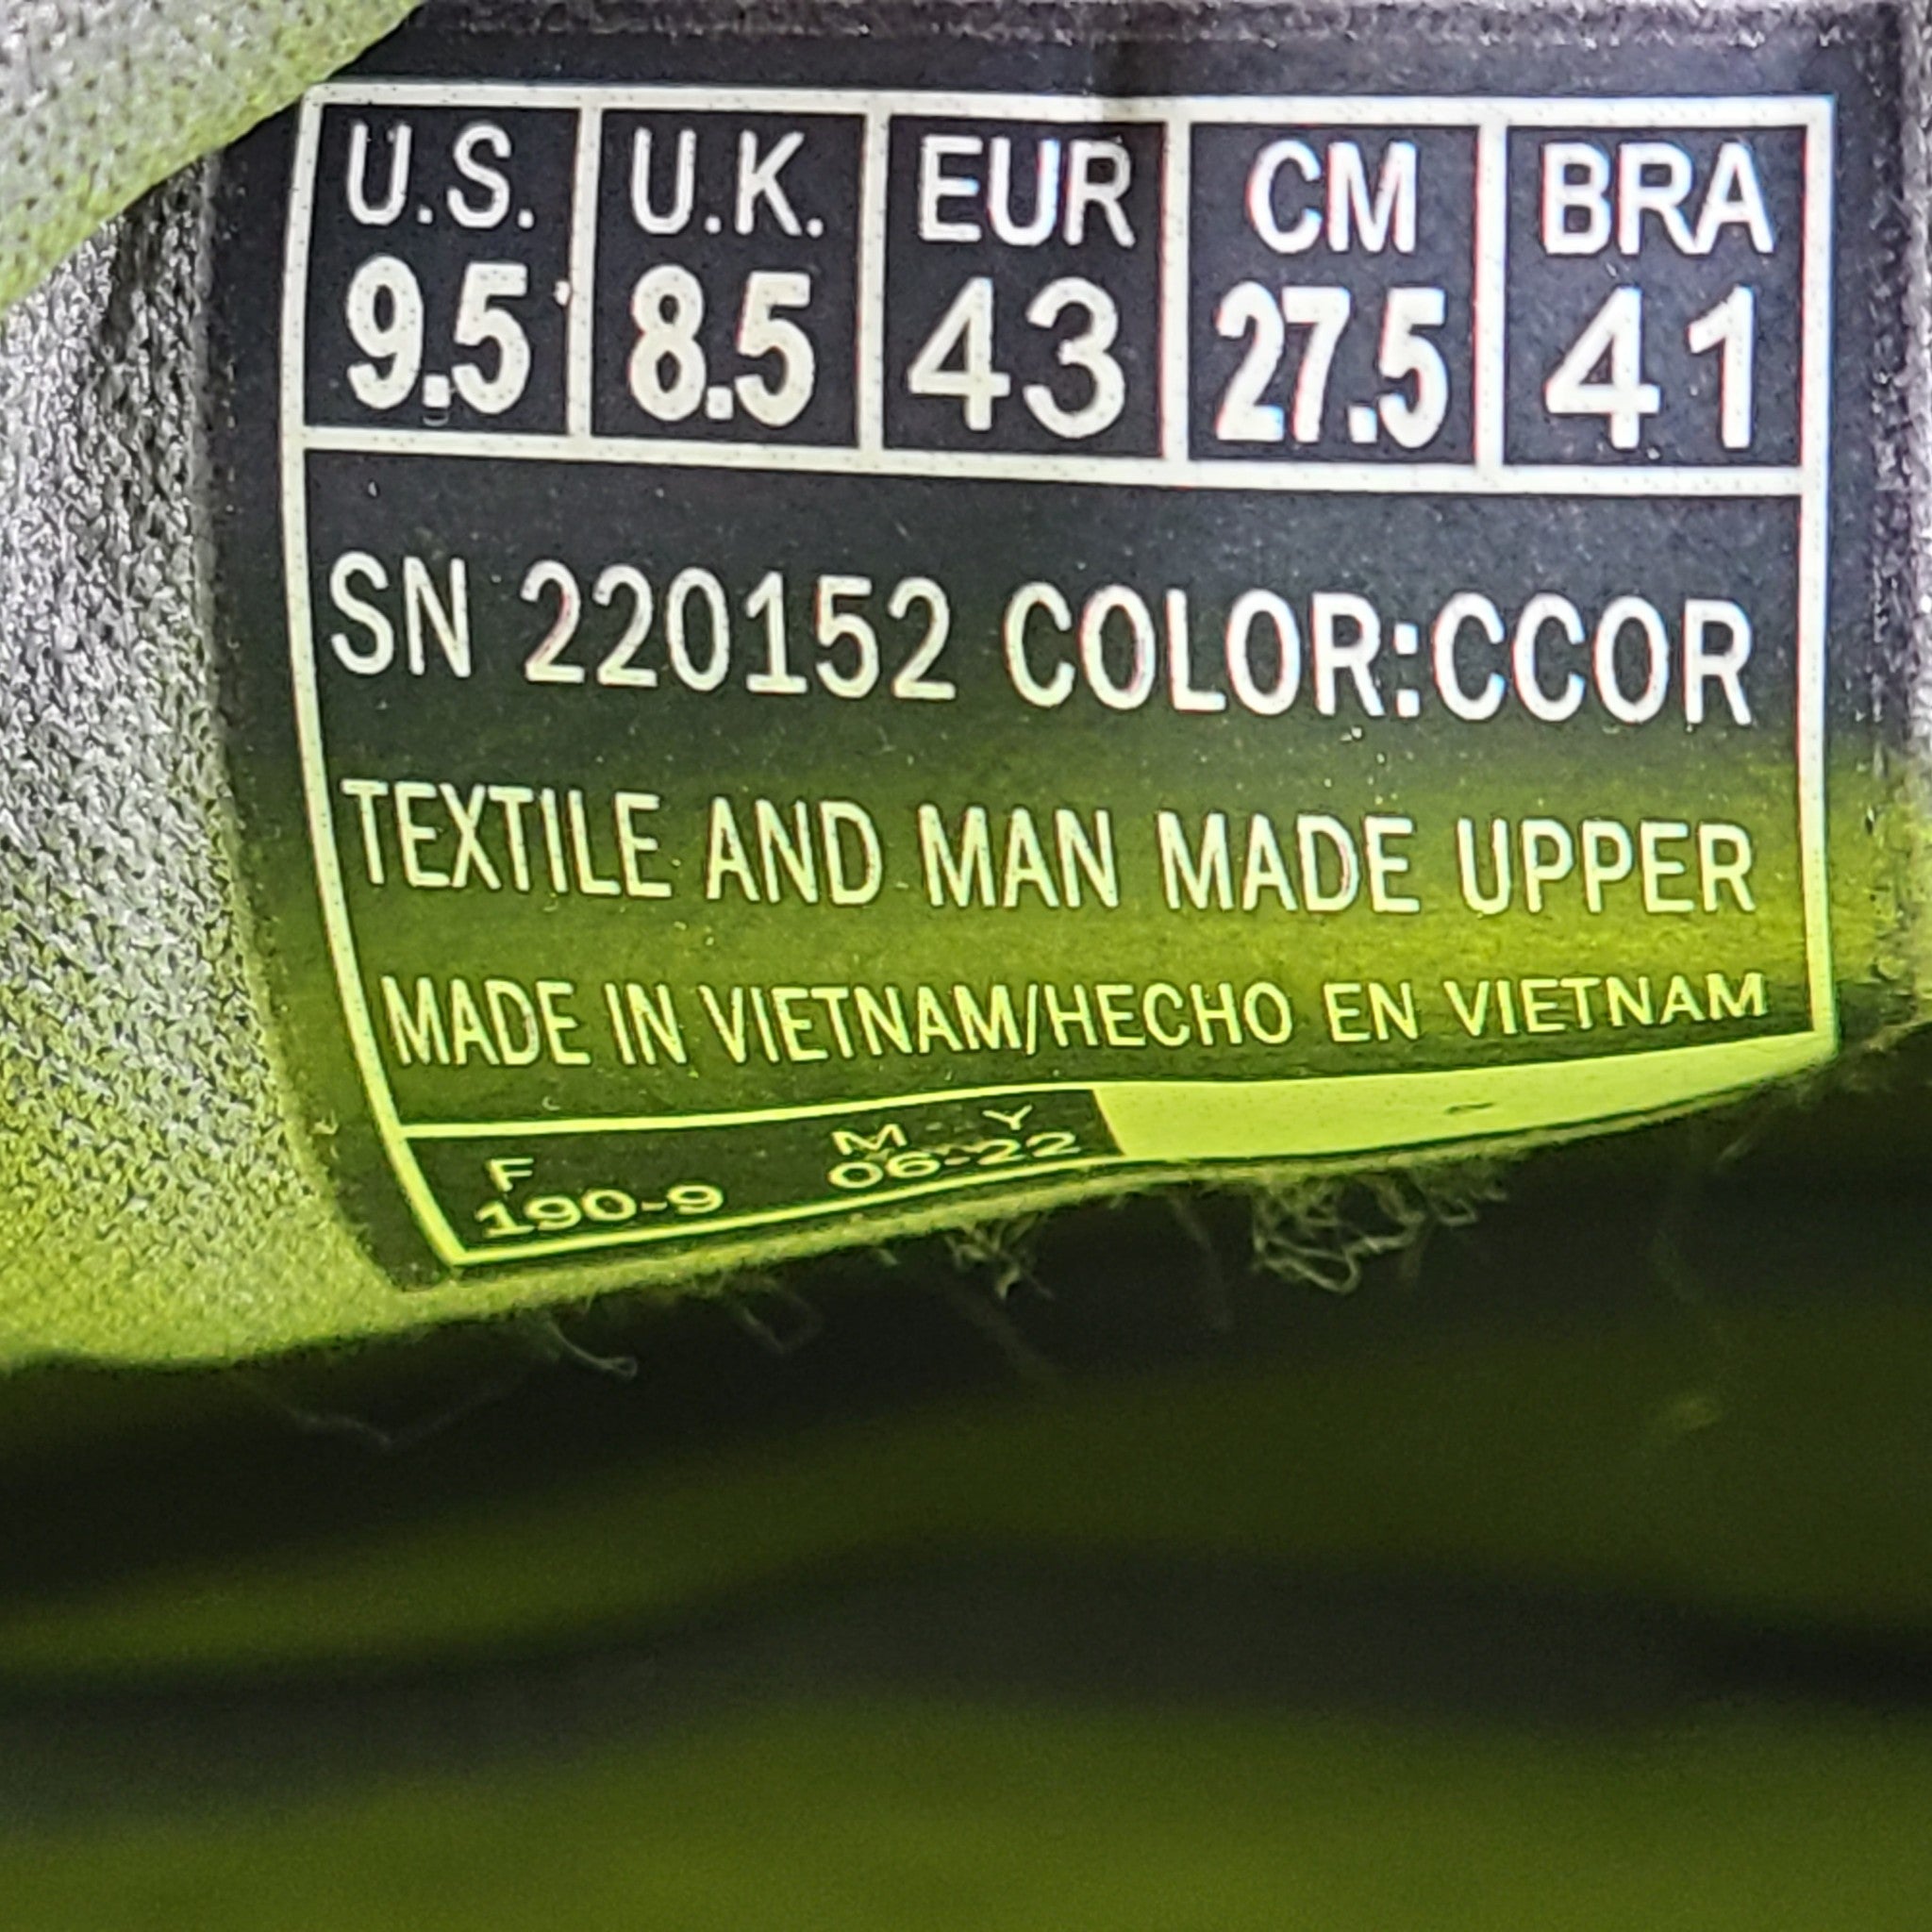 U.S. U.K. EUR CM BRA
9.5 8.5 43 27.5 41
SN 220152 COLOR:CCOR
TEXTILE AND MAN MADE UPPER
MADE IN VIETNAM/HECHO EN VIETNAM
F M Y
190-9 06-22